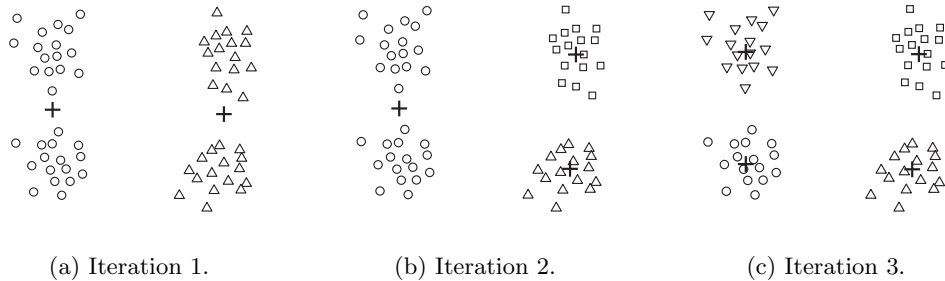 (a) Iteration 1.
(b) Iteration 2.
(c) Iteration 3.